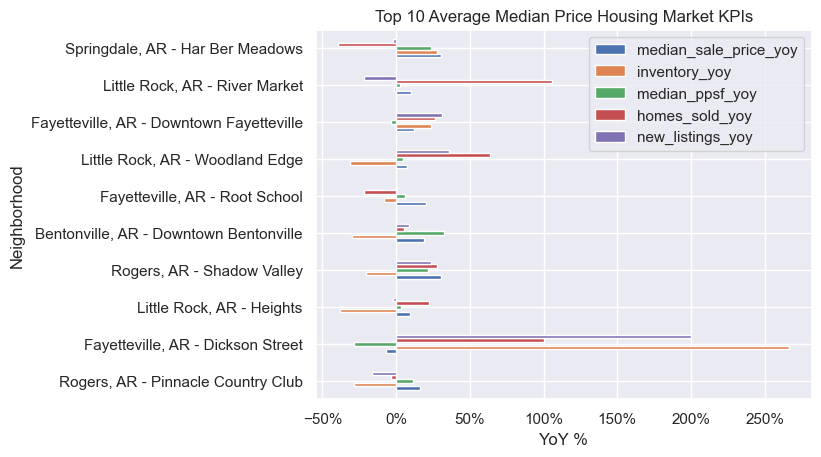 Top 10 Average Median Price Housing Market KPIs
median_sale_price_yoy
inventory_yoy
median_ppsf_yoy
homes_sold_yoy
new_listings_yoy
Neighborhood
Springdale, AR - Har Ber Meadows
Little Rock, AR - River Market
Fayetteville, AR - Downtown Fayetteville
Little Rock, AR - Woodland Edge
Fayetteville, AR - Root School
Bentonville, AR - Downtown Bentonville
Rogers, AR - Shadow Valley
Little Rock, AR - Heights
Fayetteville, AR - Dickson Street
Rogers, AR - Pinnacle Country Club
−50% 0% 50% 100% 150% 200% 250%
YoY %